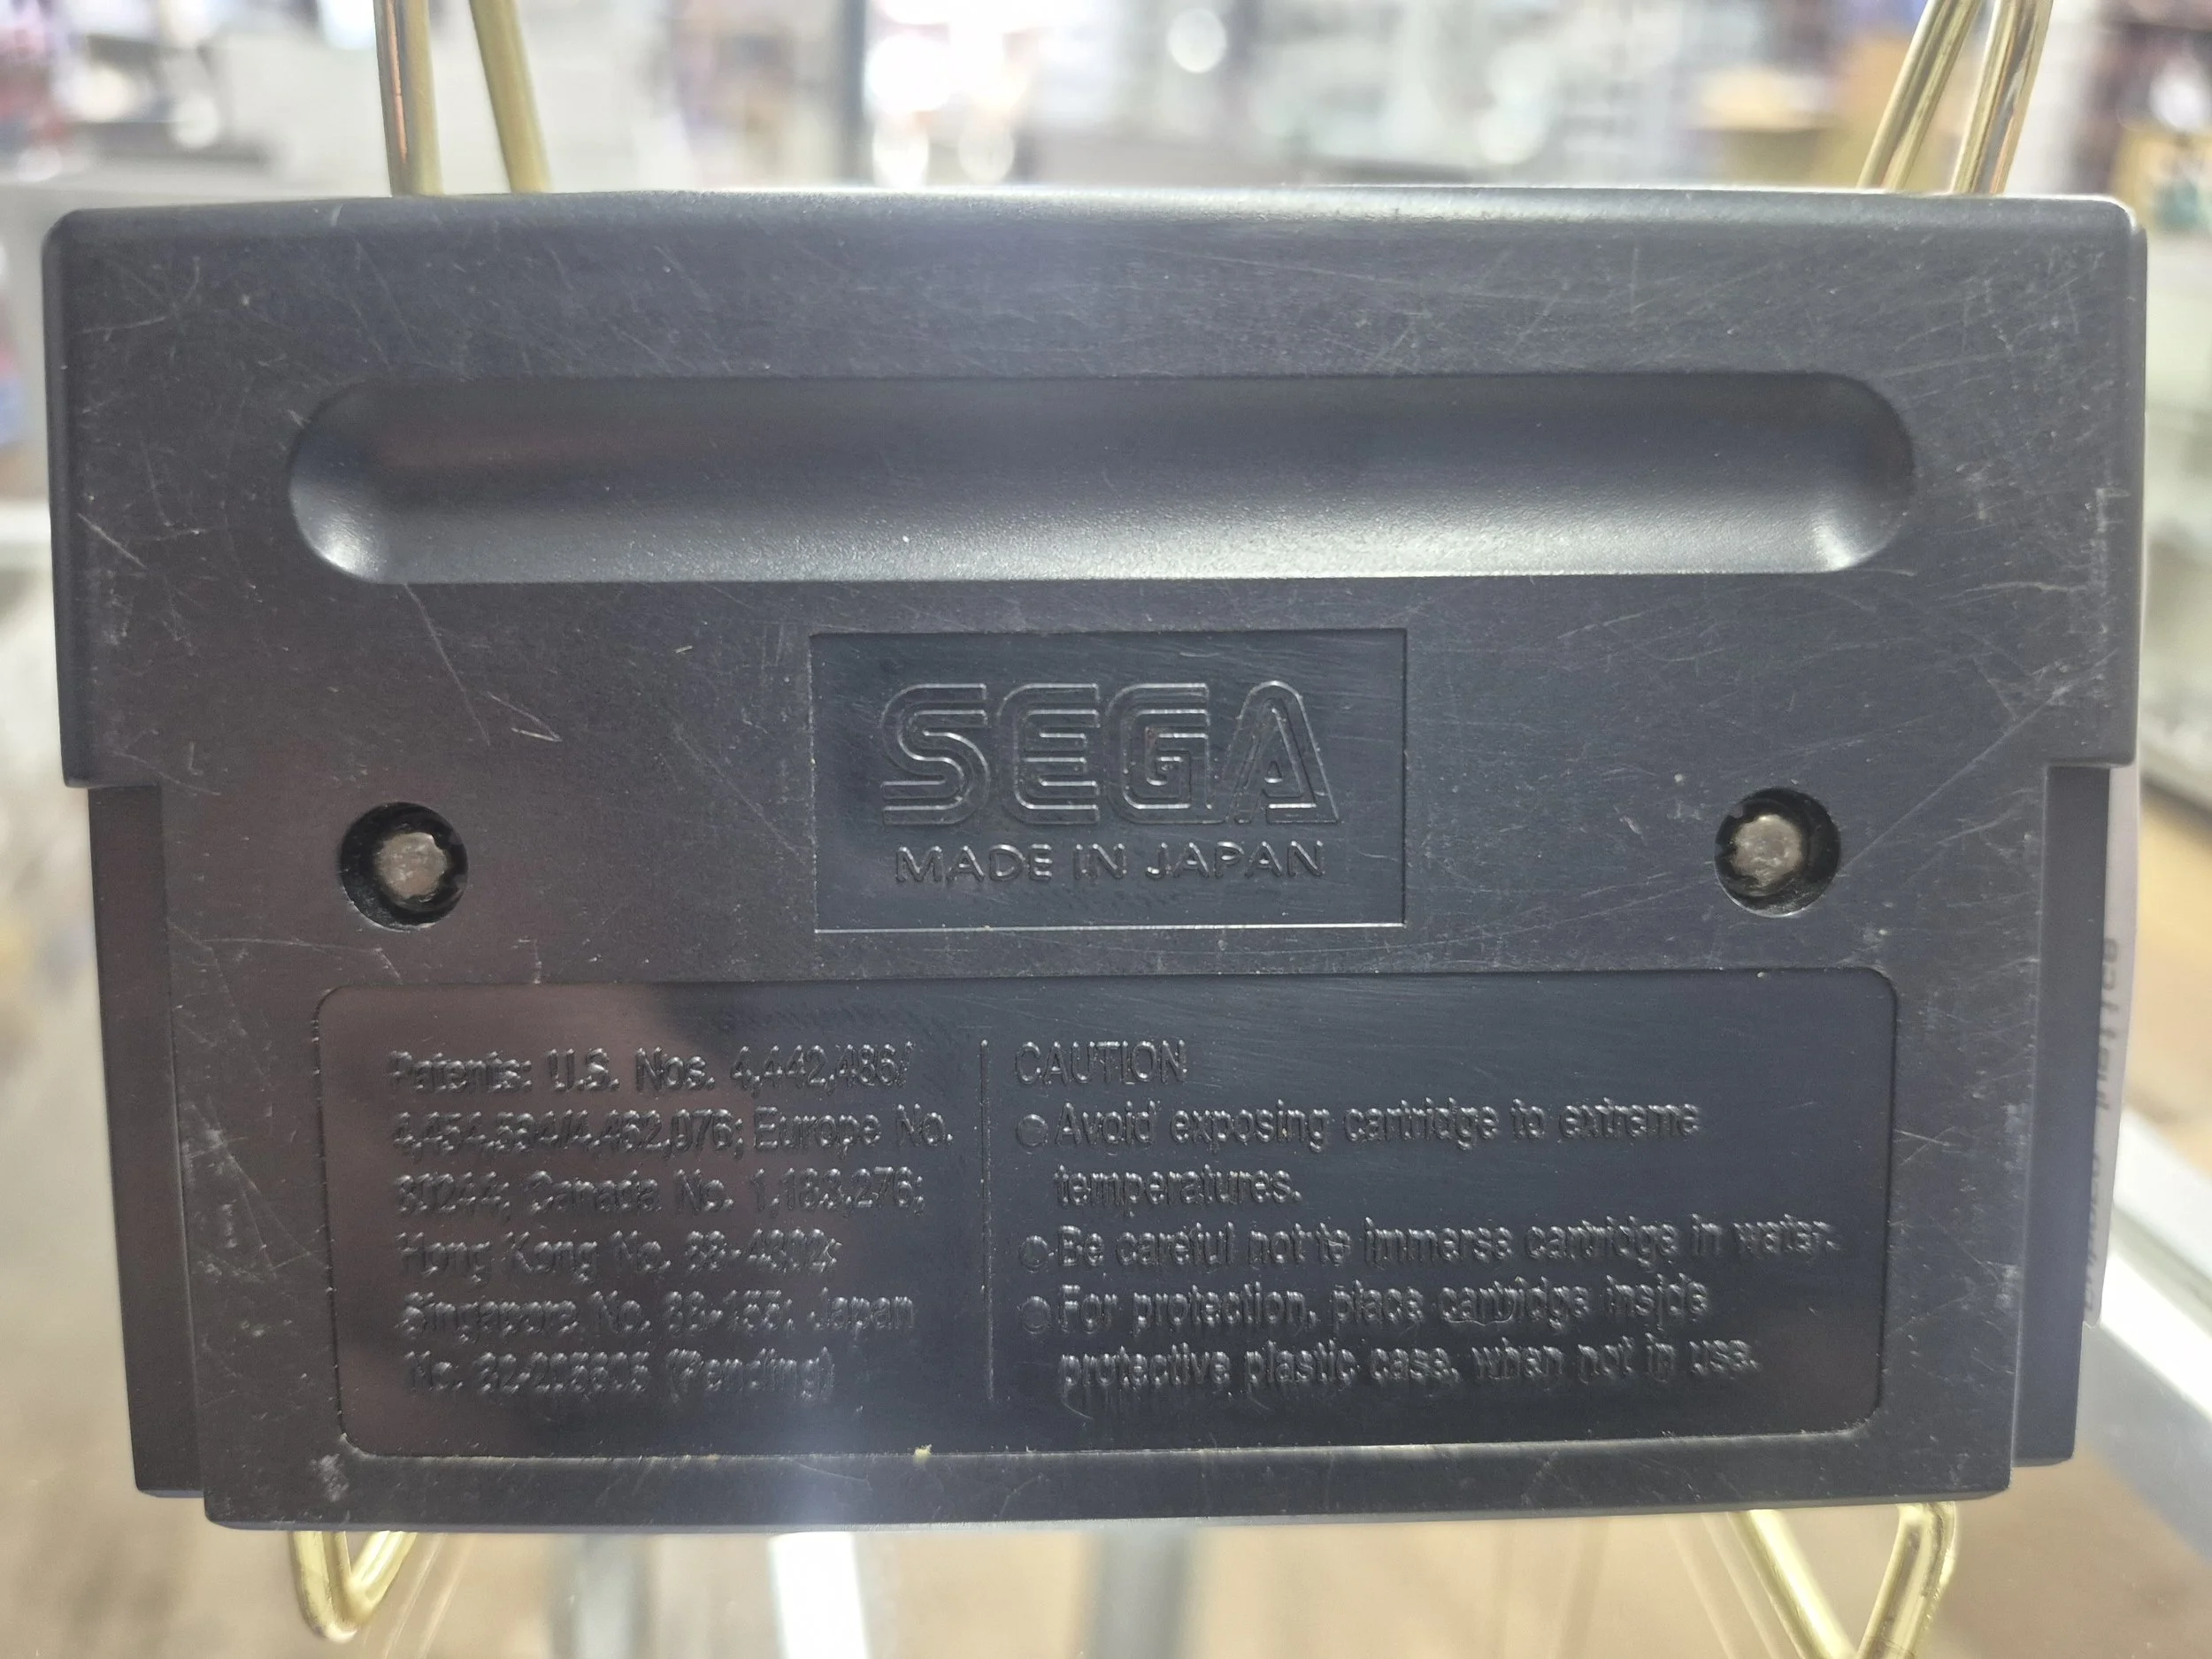 SEGA
MADE IN JAPAN
Patents: U.S. Nos. 4,442,486/
4,454,594/4,462,076; Europe No.
80244; Canada No. 1,183,276;
Hong Kong No. 88-4302;
Singapore No. 88-155; Japan
No. 82-205605 (Pending)
CAUTION
○ Avoid exposing cartridge to extreme
temperatures.
○ Be careful not to immerse cartridge in water.
○ For protection, place cartridge inside
protective plastic case, when not in use.